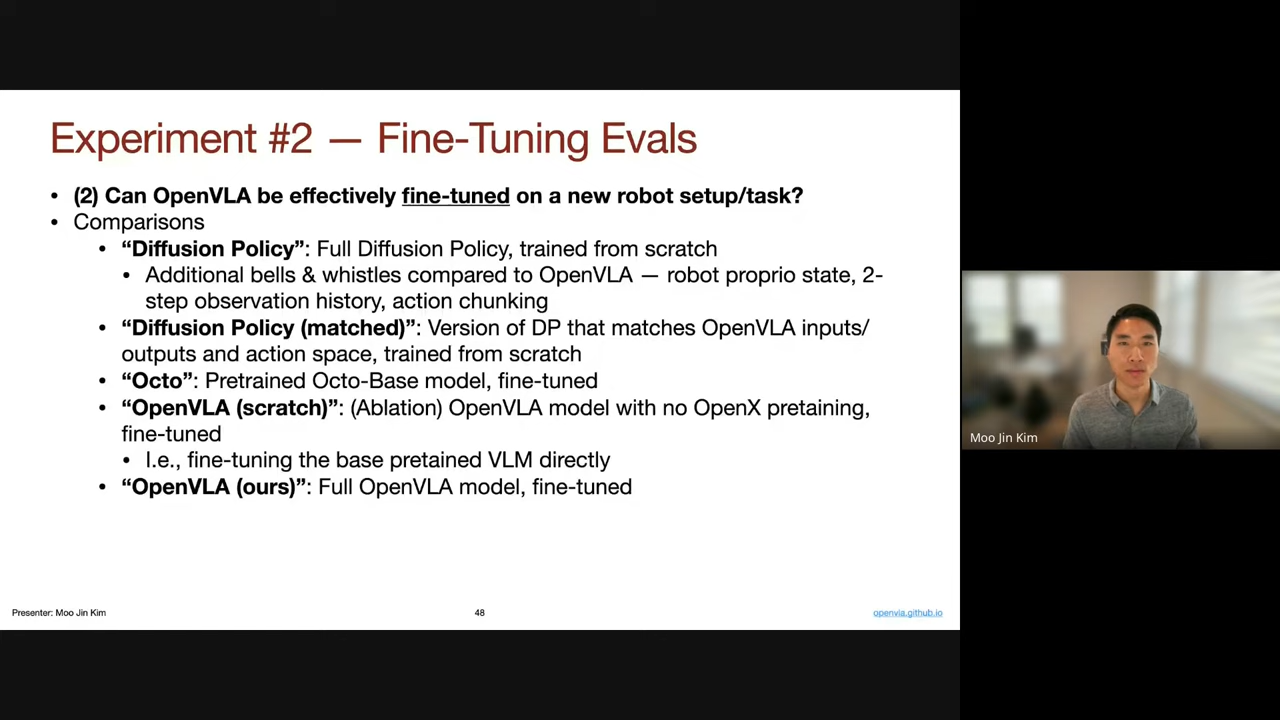 Experiment #2 — Fine-Tuning Evals
• (2) Can OpenVLA be effectively fine-tuned on a new robot setup/task?
• Comparisons
• “Diffusion Policy”: Full Diffusion Policy, trained from scratch
• Additional bells & whistles compared to OpenVLA — robot proprio state, 2-
step observation history, action chunking
• “Diffusion Policy (matched)”: Version of DP that matches OpenVLA inputs/
outputs and action space, trained from scratch
• “Octo”: Pretrained Octo-Base model, fine-tuned
• “OpenVLA (scratch)”: (Ablation) OpenVLA model with no OpenX pretaining,
fine-tuned
• I.e., fine-tuning the base pretained VLM directly
• “OpenVLA (ours)”: Full OpenVLA model, fine-tuned
Presenter: Moo Jin Kim
48
openvla.github.io
Moo Jin Kim